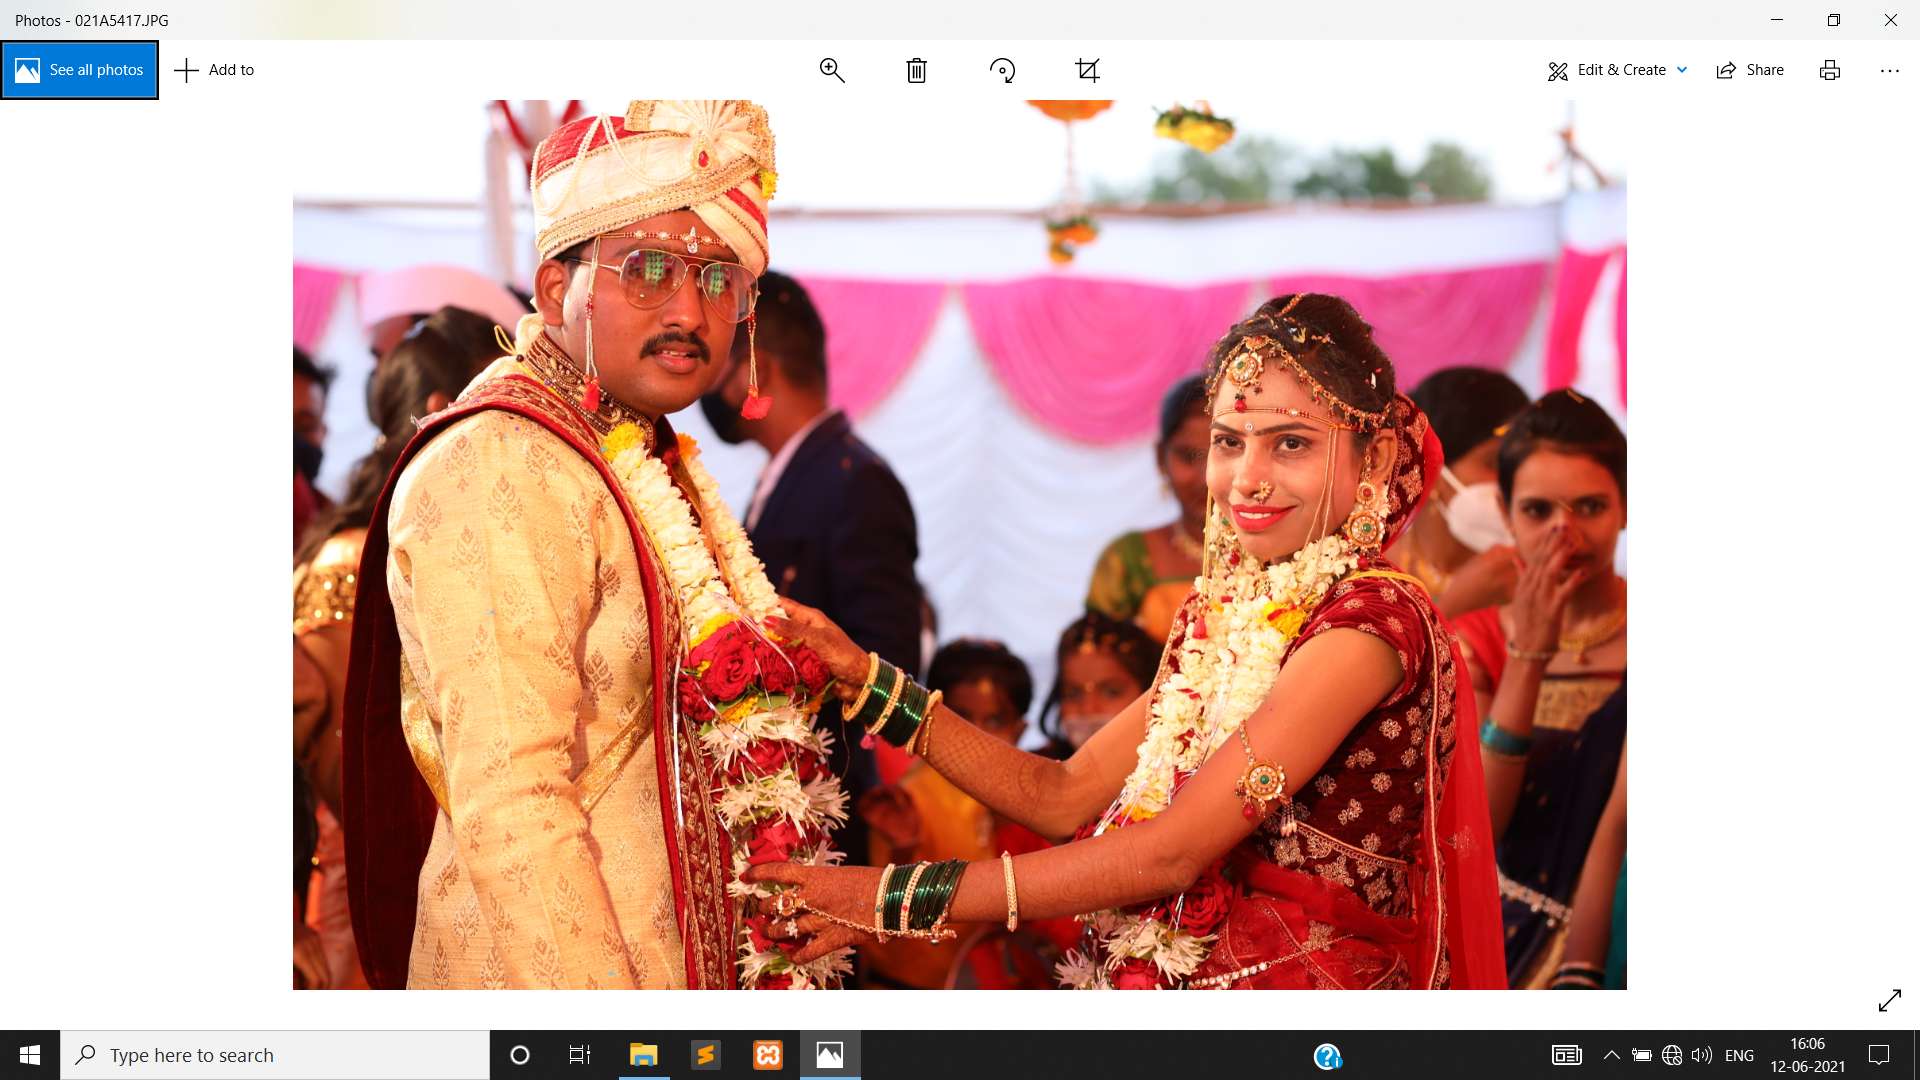 Photos - 021A5417.JPG
See all photos
Add to
Edit & Create
Share
Type here to search
ENG
16:06
12-06-2021